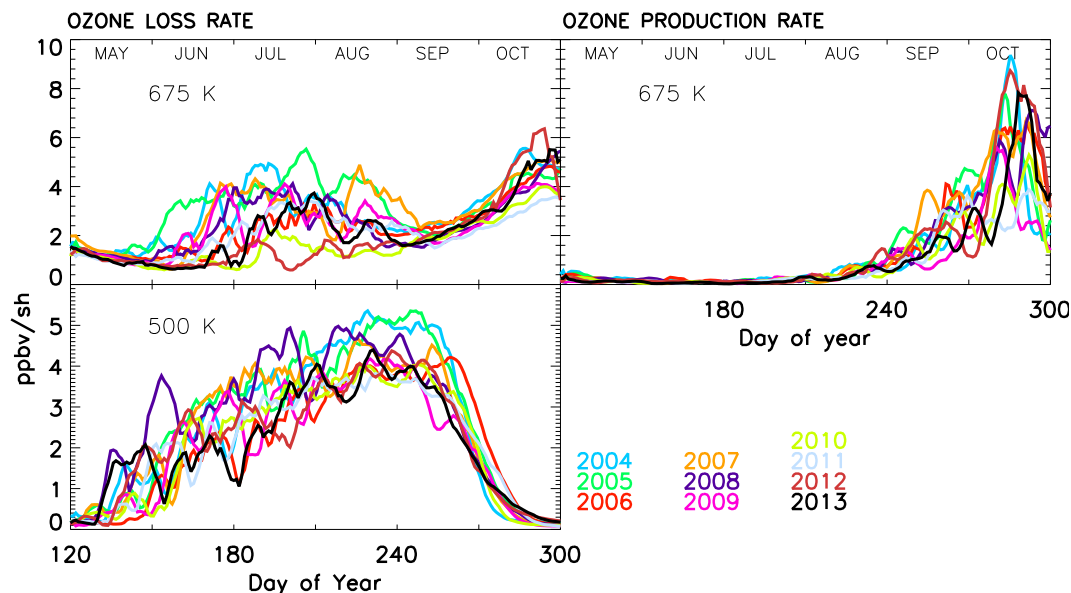 OZONE LOSS RATE
OZONE PRODUCTION RATE
10
MAY JUN JUL AUG SEP OCT
MAY JUN JUL AUG SEP OCT
675 K
675 K
8
6
4
2
0
180 240 300
Day of year
500 K
5
4
3
2
1
0
ppbv/sh
120 180 240 300
Day of Year
2010
2004 2007 2011
2005 2008 2012
2006 2009 2013